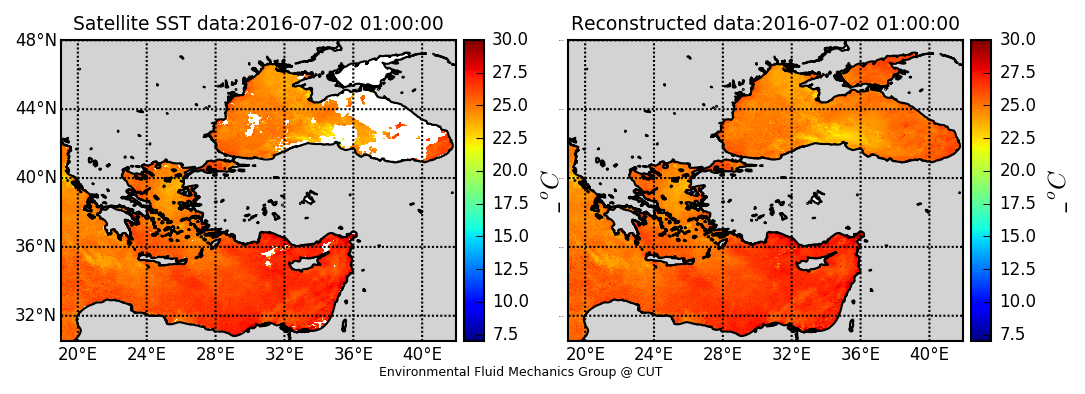 Satellite SST data:2016-07-02 01:00:00
Reconstructed data:2016-07-02 01:00:00
48°N
44°N
40°N
36°N
32°N
20°E 24°E 28°E 32°E 36°E 40°E
30.0
27.5
25.0
22.5
20.0
17.5
15.0
12.5
10.0
7.5
_ °C
20°E 24°E 28°E 32°E 36°E 40°E
30.0
27.5
25.0
22.5
20.0
17.5
15.0
12.5
10.0
7.5
_ °C
Environmental Fluid Mechanics Group @ CUT